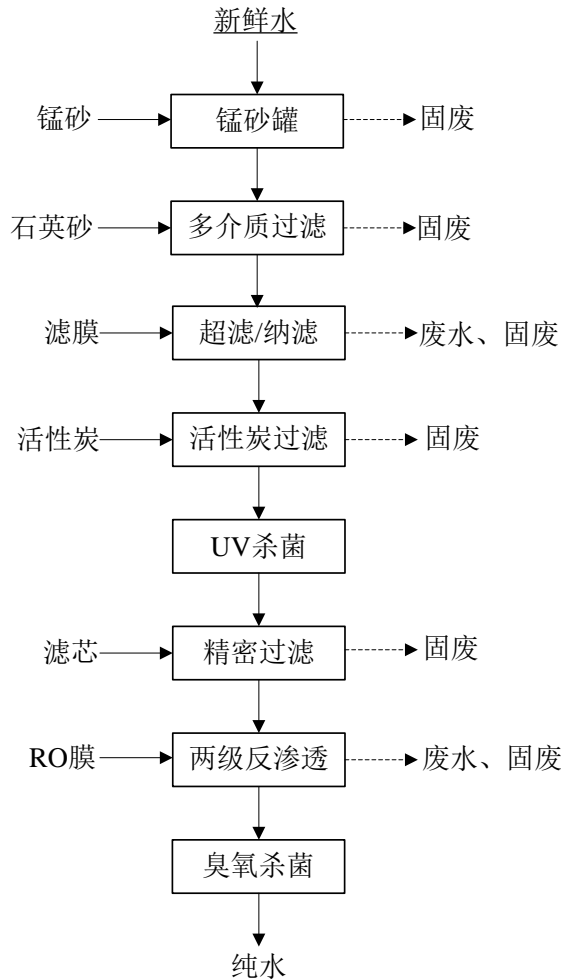 新鲜水
锰砂 锰砂罐 固废
石英砂 多介质过滤 固废
滤膜 超滤/纳滤 废水、固废
活性炭 活性炭过滤 固废
UV杀菌
滤芯 精密过滤 固废
RO膜 两级反渗透 废水、固废
臭氧杀菌
纯水